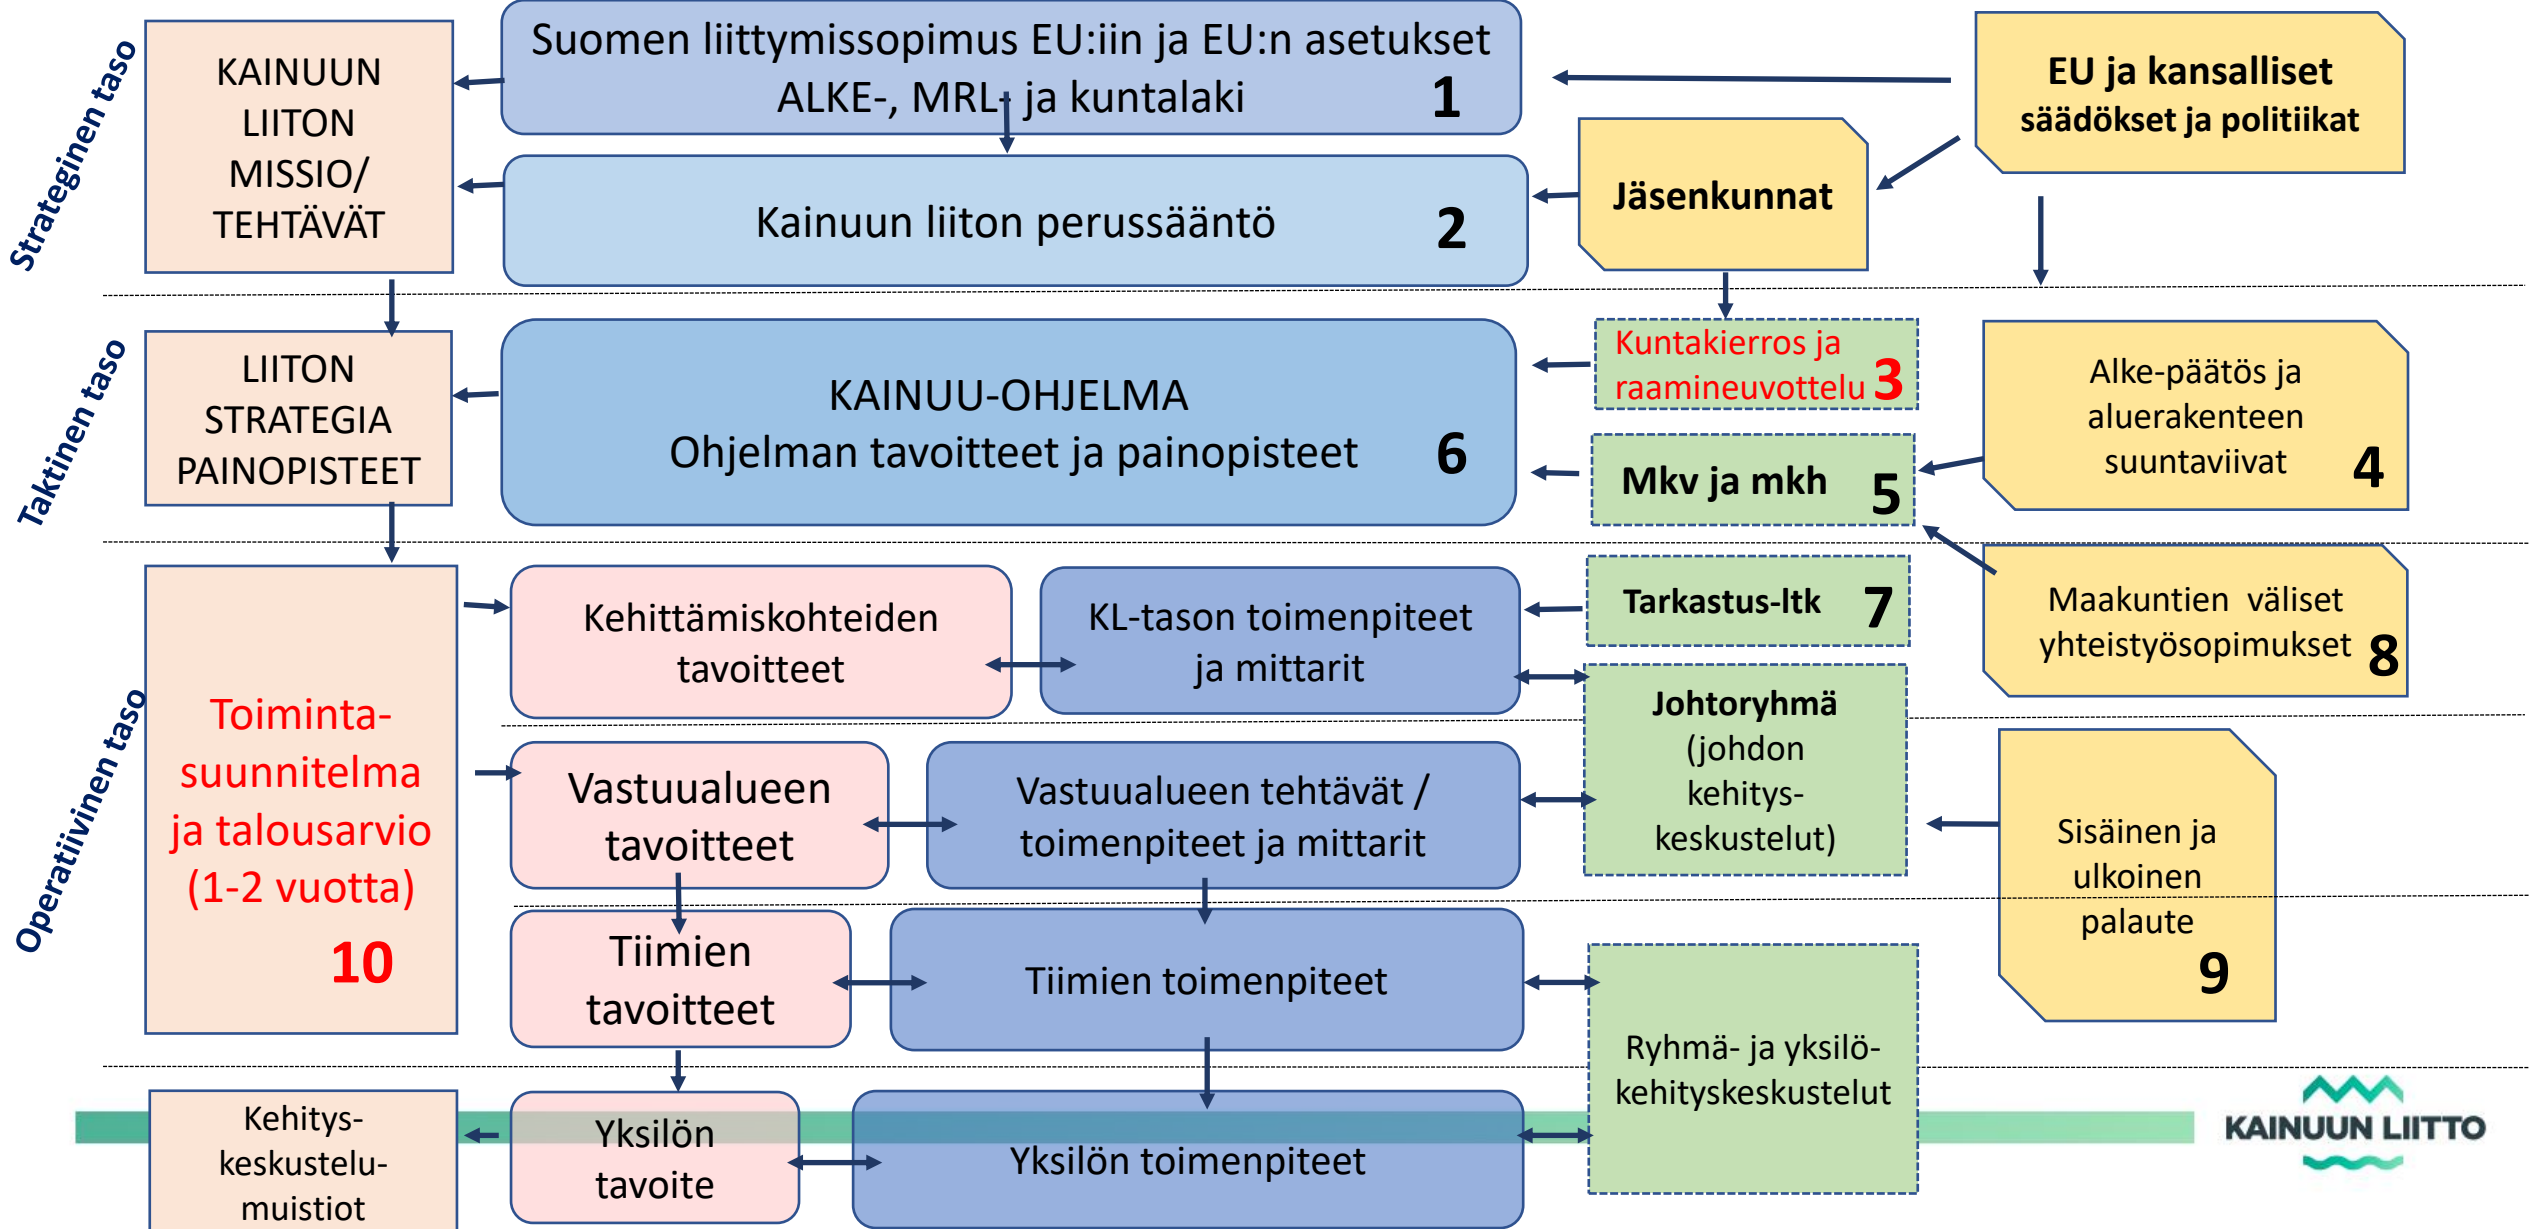 Strateginen taso
KAINUUN
LIITON
MISSIO/
TEHTÄVÄT
Suomen liittymissopimus EU:iin ja EU:n asetukset
ALKE-, MRL- ja kuntalaki
1
EU ja kansalliset
säädökset ja politiikat
Kainuun liiton perussääntö
2
Jäsenkunnat
Taktinen taso
LIITON
STRATEGIA
PAINOPISTEET
KAINUU-OHJELMA
Ohjelman tavoitteet ja painopisteet
6
Kuntakierros ja
raamineuvottelu
3
Mkv ja mkh
5
Alke-päätös ja
aluerakenteen
suuntaviivat
4
Operatiivinen taso
Toiminta-
suunnitelma
ja talousarvio
(1-2 vuotta)
10
Kehittämiskohteiden
tavoitteet
KL-tason toimenpiteet
ja mittarit
Tarkastus-ltk
7
Maakuntien väliset
yhteistyösopimukset
8
Vastuualueen
tavoitteet
Vastuualueen tehtävät /
toimenpiteet ja mittarit
Johtoryhmä
(johdon
kehitys-
keskustelut)
Sisäinen ja
ulkoinen
palaute
9
Tiimien
tavoitteet
Tiimien toimenpiteet
Ryhmä- ja yksilö-
kehityskeskustelut
Kehitys-
keskustelu-
muistiot
Yksilön
tavoite
Yksilön toimenpiteet
KAINUUN LIITTO